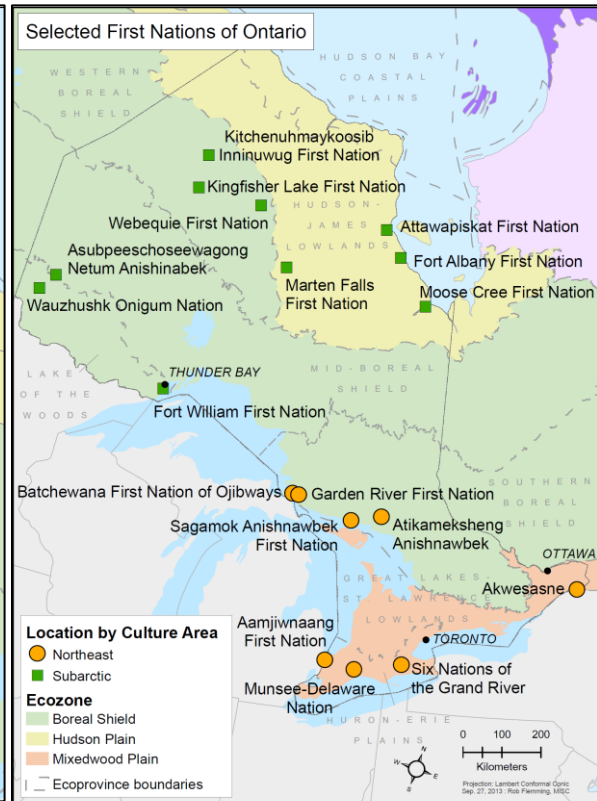 Selected First Nations of Ontario
HUDSON BAY
COASTAL
PLAINS
WESTERN
BOREAL
SHIELD
Kitchenuhmaykoosib
Inninuwug First Nation
Kingfisher Lake First Nation
Webequie First Nation
HUDSON-
JAMES
LOWLANDS
Attawapiskat First Nation
Asubpeeschoseewagong
Netum Anishinabek
Fort Albany First Nation
Marten Falls
First Nation
Moose Cree First Nation
Wauzhushk Onigum Nation
THUNDER BAY
MID-BOREAL
SHIELD
LAKE
OF THE
WOODS
Fort William First Nation
SOUTHERN
BOREAL
SHIELD
Batchewana First Nation of Ojibways
Garden River First Nation
Sagamok Anishnawbek
First Nation
Atikameksheng
Anishnawbek
OTTAWA
GREAT LAKES-
ST. LAWRENCE
LOWLANDS
Akwesasne
Aamjiwnaang
First Nation
TORONTO
Munsee-Delaware
Nation
Six Nations of
the Grand River
HURON-ERIE
PLAINS
Location by Culture Area
Northeast
Subarctic
Ecozone
Boreal Shield
Hudson Plain
Mixedwood Plain
Ecoprovince boundaries
N
W
E
S
0 100 200
Kilometers
Projection: Lambert Conformal Conic
Sep. 27, 2013 : Rob Flemming, MISC